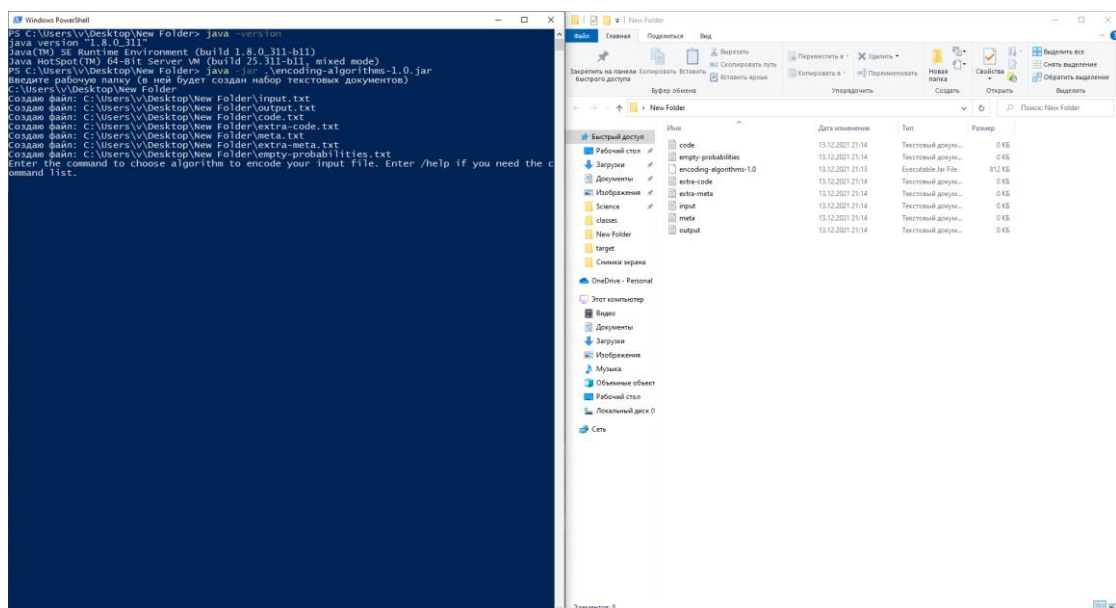 Windows PowerShell
PS C:\Users\v\Desktop\New Folder> java -version
java version "1.8.0_311"
Java(TM) SE Runtime Environment (build 1.8.0_311-b11)
Java HotSpot(TM) 64-Bit Server VM (build 25.311-b11, mixed mode)
PS C:\Users\v\Desktop\New Folder> java -jar .\encoding-algorithms-1.0.jar
Введите рабочую папку (в ней будет создан набор текстовых документов)
C:\Users\v\Desktop\New Folder
Создаю файл: C:\Users\v\Desktop\New Folder\input.txt
Создаю файл: C:\Users\v\Desktop\New Folder\output.txt
Создаю файл: C:\Users\v\Desktop\New Folder\code.txt
Создаю файл: C:\Users\v\Desktop\New Folder\extra-code.txt
Создаю файл: C:\Users\v\Desktop\New Folder\meta.txt
Создаю файл: C:\Users\v\Desktop\New Folder\extra-meta.txt
Создаю файл: C:\Users\v\Desktop\New Folder\empty-probabilities.txt
Enter the command to choose algorithm to encode your input file. Enter /help if you need the c
ommand list.
New Folder
Файл Главная Поделиться Вид
Закрепить на панели быстрого доступа
Копировать
Вставить
Вырезать
Скопировать путь
Вставить ярлык
Буфер обмена
Переместить в
Копировать в
Удалить
Переименовать
Упорядочить
Новая папка
Создать
Свойства
Открыть
Выделить все
Снять выделение
Обратить выделение
Выделить
New Folder
Поиск: New Folder
Быстрый доступ
Рабочий стол
Загрузки
Документы
Изображения
Science
classes
New Folder
target
Снимки экрана
OneDrive - Personal
Этот компьютер
Видео
Документы
Загрузки
Изображения
Музыка
Объемные объект
Рабочий стол
Локальный диск (
Сеть
Имя Дата изменения Тип Размер
code 13.12.2021 21:14 Текстовый докум... 0 КБ
empty-probabilities 13.12.2021 21:14 Текстовый докум... 0 КБ
encoding-algorithms-1.0 13.12.2021 21:13 Executable Jar File 812 КБ
extra-code 13.12.2021 21:14 Текстовый докум... 0 КБ
extra-meta 13.12.2021 21:14 Текстовый докум... 0 КБ
input 13.12.2021 21:14 Текстовый докум... 0 КБ
meta 13.12.2021 21:14 Текстовый докум... 0 КБ
output 13.12.2021 21:14 Текстовый докум... 0 КБ